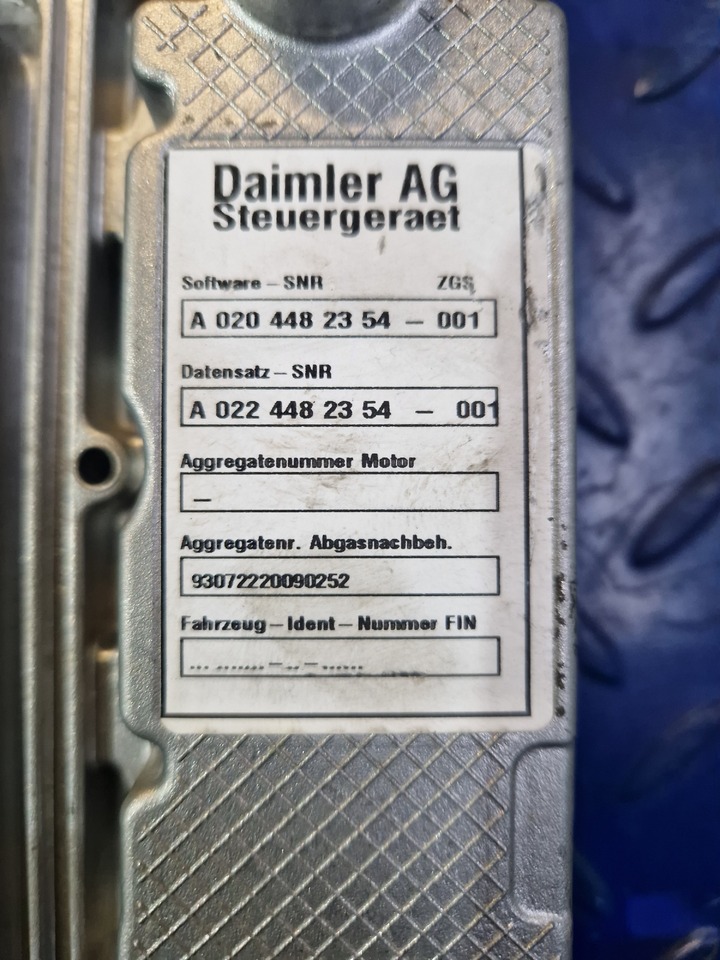 Daimler AG
Steuergeraet
Software – SNR ZGS
A 020 448 23 54 – 001
Datensatz – SNR
A 022 448 23 54 – 001
Aggregatenummer Motor
–
Aggregatenr. Abgasnachbeh.
93072220090252
Fahrzeug – Ident – Nummer FIN
... ....... – .. – ......